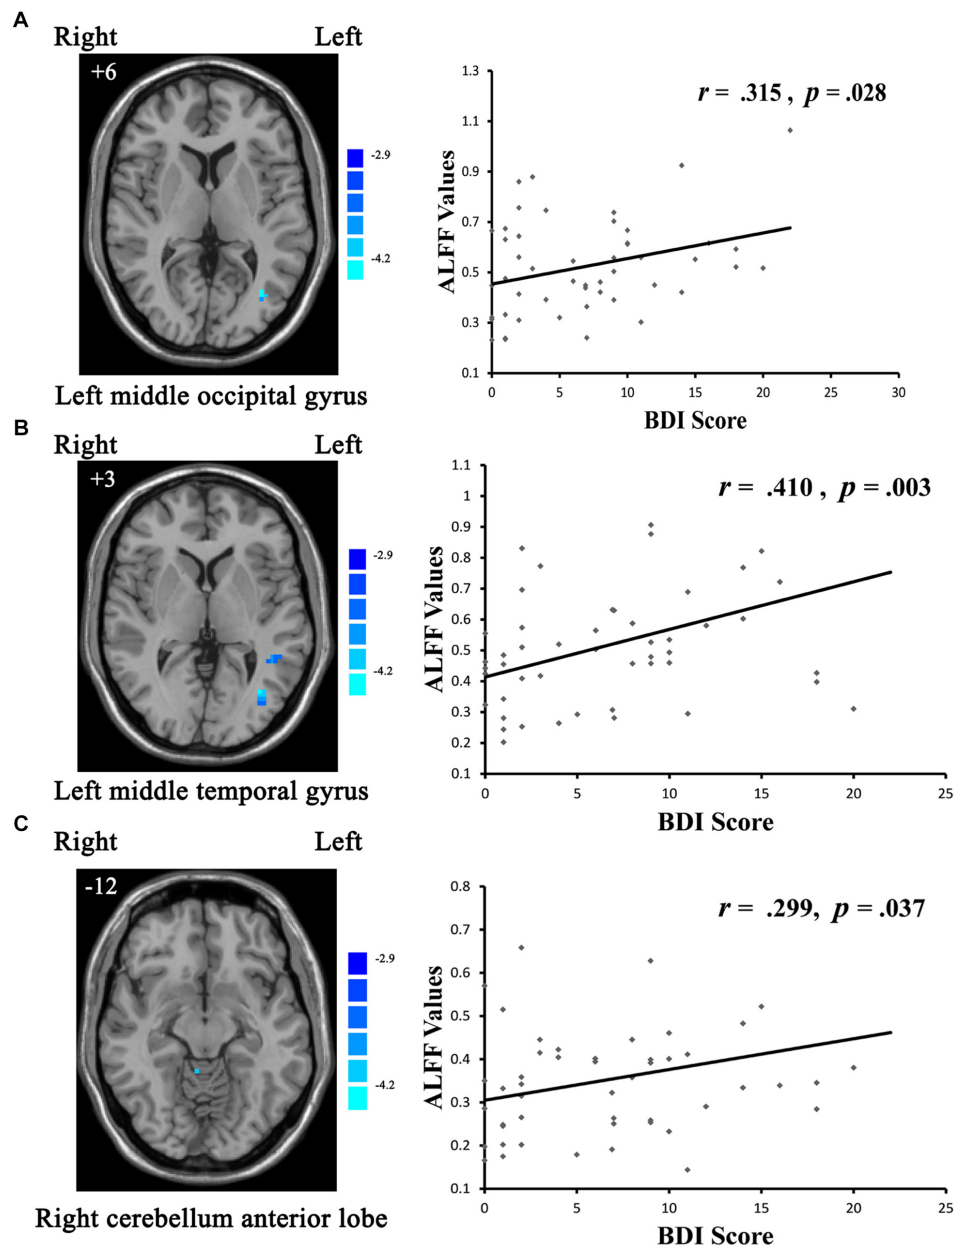 A
Right Left
+6
-2.9
-4.2
Left middle occipital gyrus
1.3
1.1
0.9
0.7
0.5
0.3
0.1
ALFF Values
r = .315 , p = .028
0 5 10 15 20 25 30
BDI Score
B
Right Left
+3
-2.9
-4.2
Left middle temporal gyrus
1.1
1
0.9
0.8
0.7
0.6
0.5
0.4
0.3
0.2
0.1
ALFF Values
r = .410 , p = .003
0 5 10 15 20 25
BDI Score
C
Right Left
-12
-2.9
-4.2
Right cerebellum anterior lobe
0.8
0.7
0.6
0.5
0.4
0.3
0.2
0.1
ALFF Values
r = .299, p = .037
0 5 10 15 20 25
BDI Score